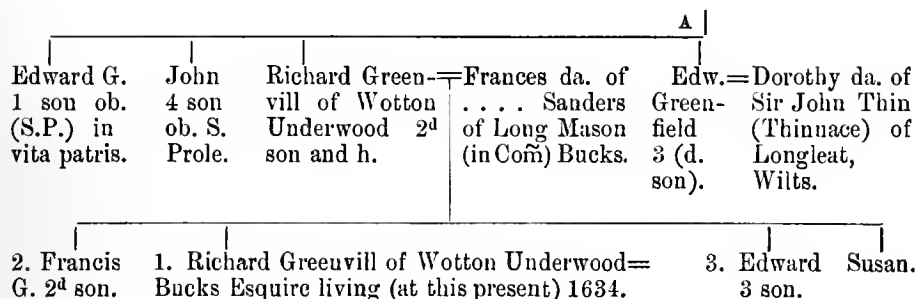 A
Edward G.
1 son ob.
(S.P.) in
vita patris.
John
4 son
ob. S.
Prole.
Richard Green-
vill of Wotton
Underwood 2d
son and h.
=Frances da. of
. . . . Sanders
of Long Mason
(in Com̃) Bucks.
Edw.
Green-
field
3 (d.
son).
=Dorothy da. of
Sir John Thin
(Thinnace) of
Longleat,
Wilts.
2. Francis
G. 2d son.
1. Richard Greenvill of Wotton Underwood=
Bucks Esquire living (at this present) 1634.
3. Edward
3 son.
Susan.